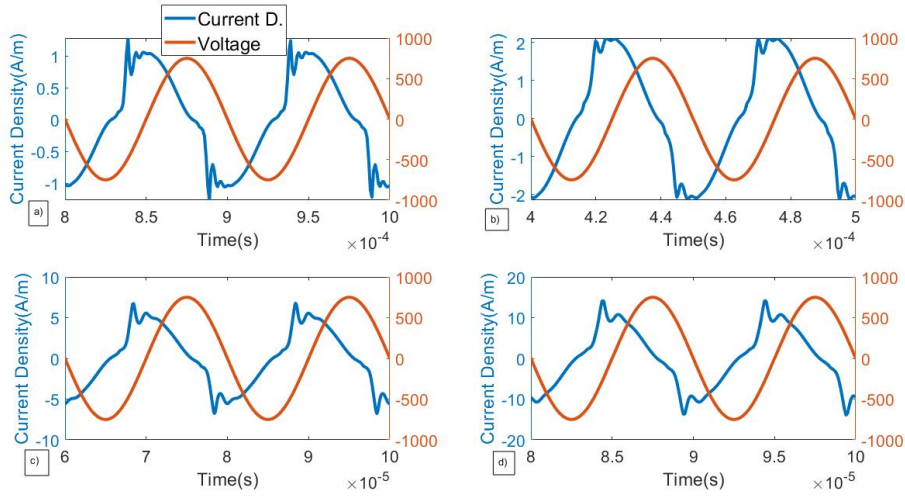 Current D.
Voltage
Current Density(A/m)
1
0.5
0
-0.5
-1
1000
500
0
-500
-1000
8 8.5 9 9.5 10
Time(s)
×10-4
a)
Current Density(A/m)
2
1
0
-1
-2
1000
500
0
-500
-1000
4 4.2 4.4 4.6 4.8 5
Time(s)
×10-4
b)
Current Density(A/m)
10
5
0
-5
-10
1000
500
0
-500
-1000
6 7 8 9 10
Time(s)
×10-5
c)
Current Density(A/m)
20
10
0
-10
-20
1000
500
0
-500
-1000
8 8.5 9 9.5 10
Time(s)
×10-5
d)